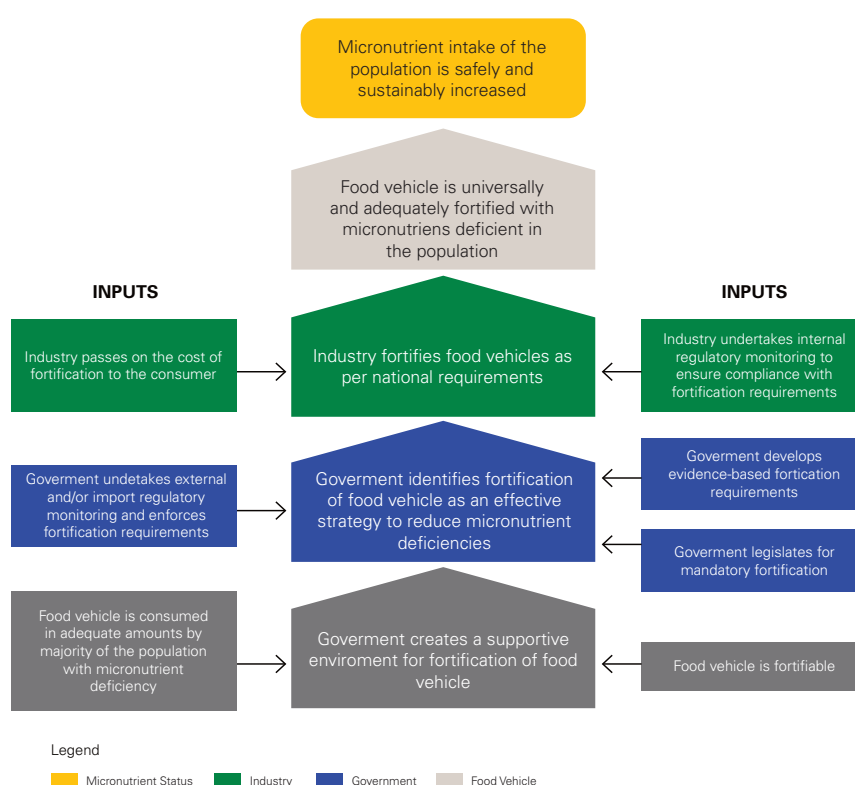 Micronutrient intake of the
population is safely and
sustainably increased
Food vehicle is universally
and adequately fortified with
micronutriens deficient in
the population
INPUTS
INPUTS
Industry passes on the cost of
fortification to the consumer
Industry fortifies food vehicles as
per national requirements
Industry undertakes internal
regulatory monitoring to
ensure compliance with
fortification requirements
Goverment undetakes external
and/or import regulatory
monitoring and enforces
fortification requirements
Goverment identifies fortification
of food vehicle as an effective
strategy to reduce micronutrient
deficiencies
Goverment develops
evidence-based fortication
requirements
Goverment legislates for
mandatory fortification
Food vehicle is consumed
in adequate amounts by
majority of the population
with micronutrient
deficiency
Goverment creates a supportive
enviroment for fortification of food
vehicle
Food vehicle is fortifiable
Legend
Micronutrient Status Industry Government Food Vehicle